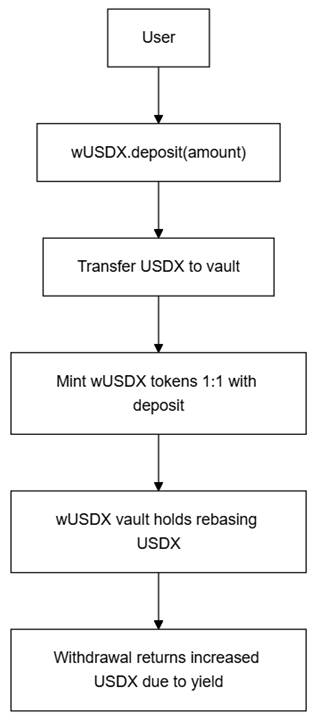 User
wUSDX.deposit(amount)
Transfer USDX to vault
Mint wUSDX tokens 1:1 with
deposit
wUSDX vault holds rebasing
USDX
Withdrawal returns increased
USDX due to yield